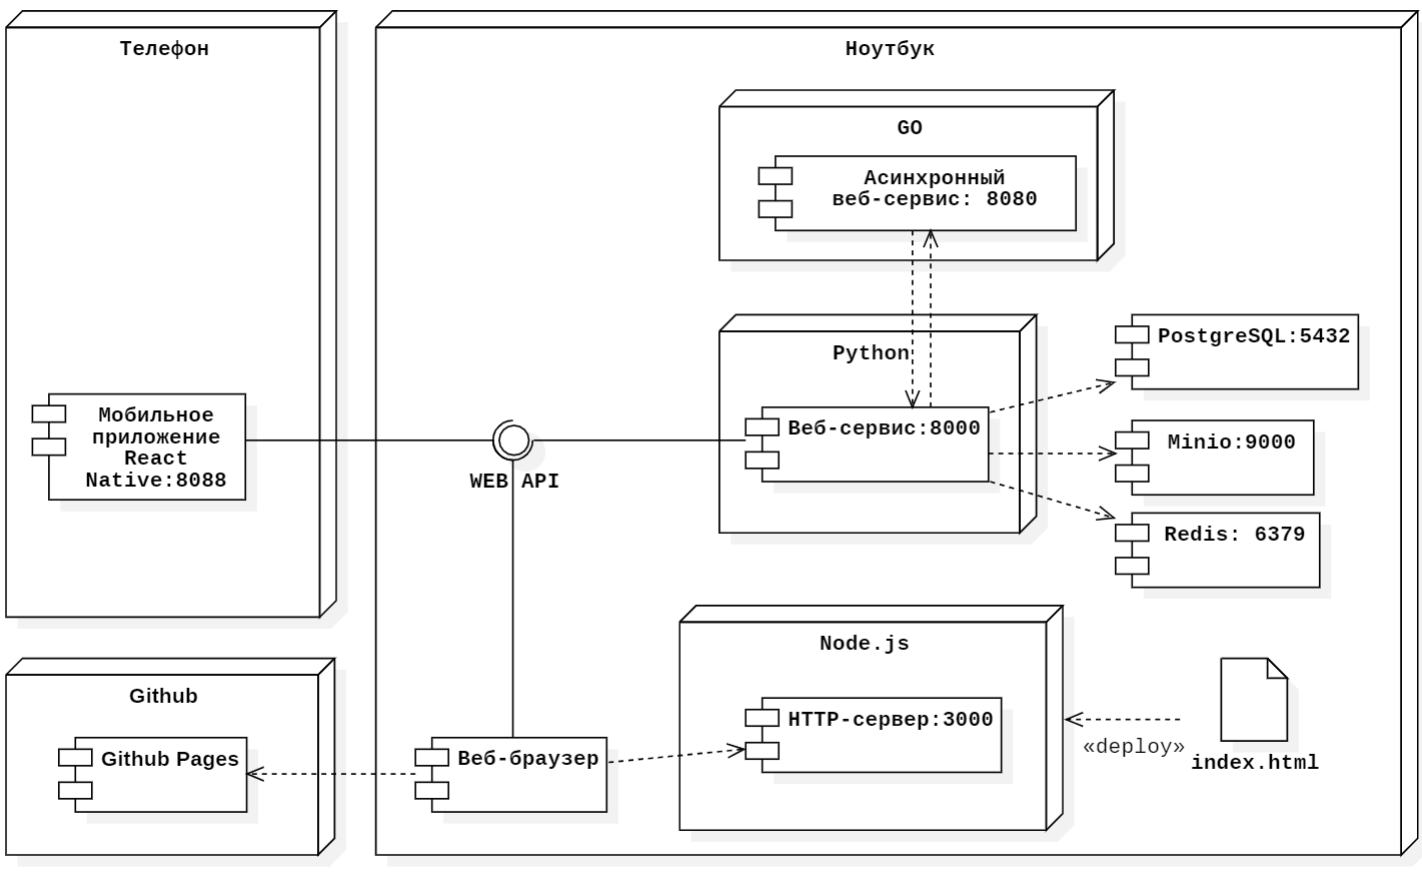 Телефон
Ноутбук
GO
Асинхронный
веб-сервис: 8080
Python
Веб-сервис:8000
PostgreSQL:5432
Minio:9000
Redis: 6379
Мобильное
приложение
React
Native:8088
WEB API
Node.js
HTTP-сервер:3000
«deploy»
index.html
Github
Github Pages
Веб-браузер